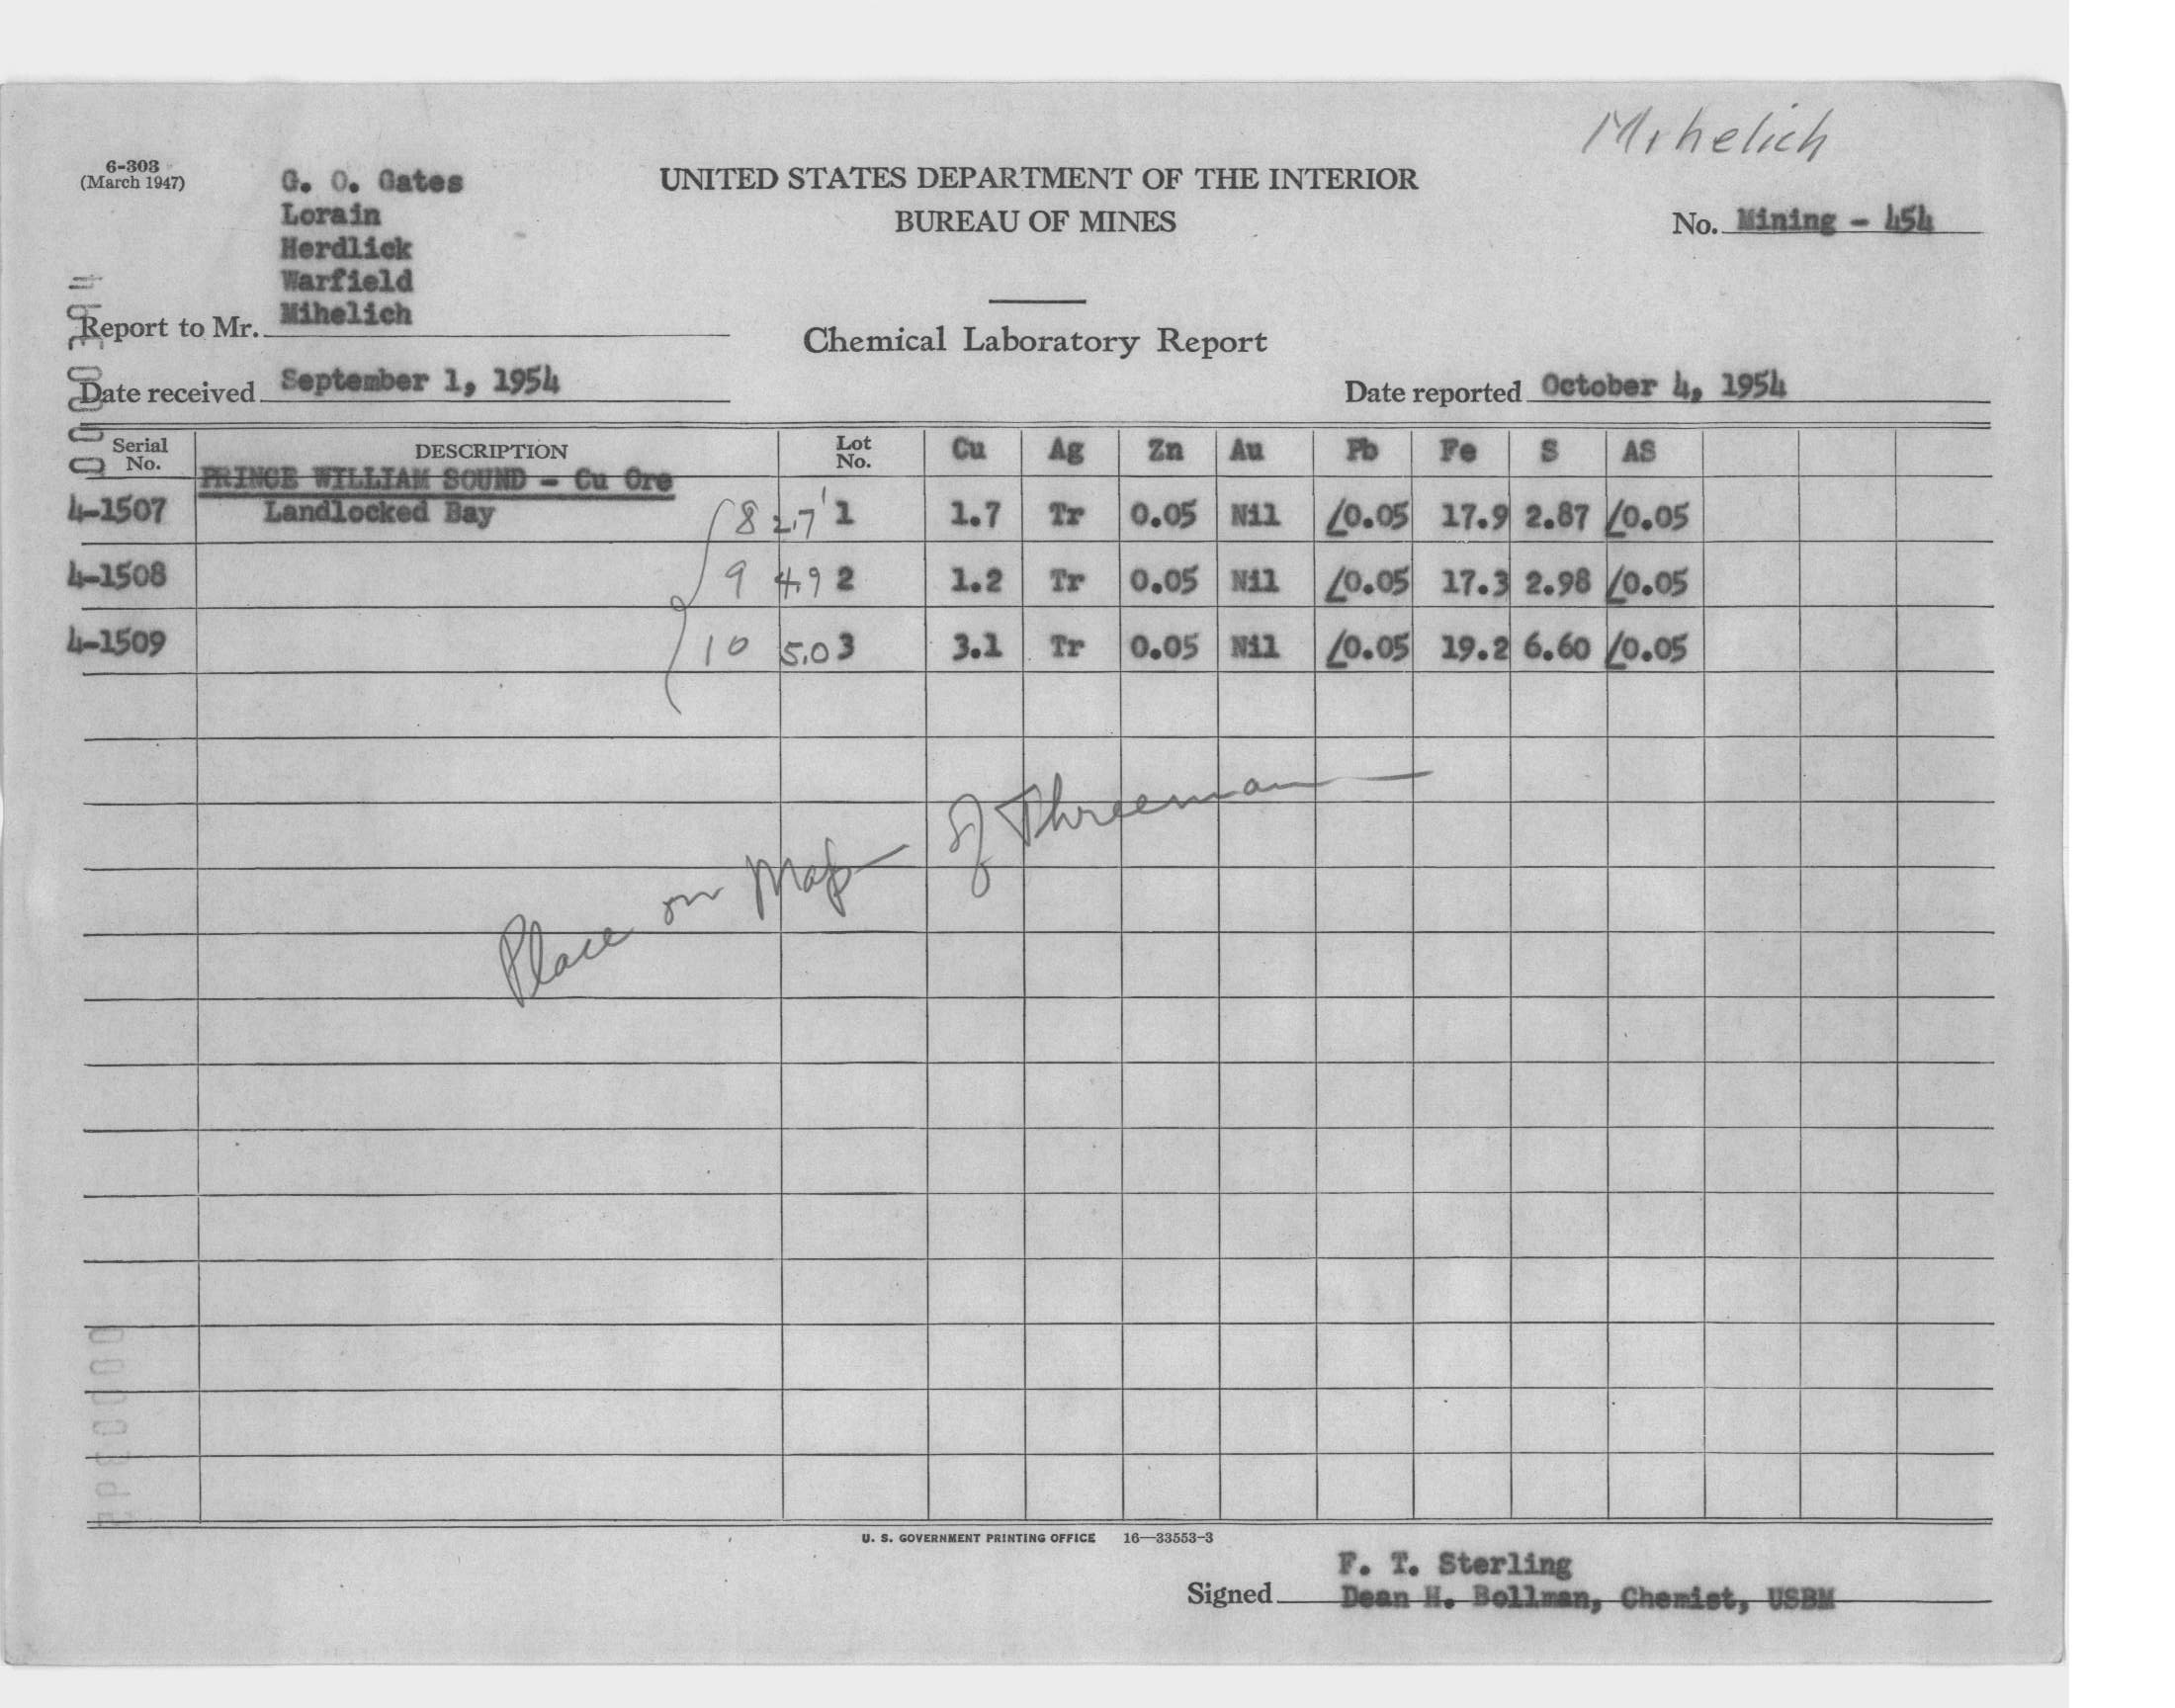 Mihelich
6-303
(March 1947)
G. O. Gates
Lorain
Herdlick
Warfield
Report to Mr. Mihelich
UNITED STATES DEPARTMENT OF THE INTERIOR
BUREAU OF MINES
No. Mining - 454
Chemical Laboratory Report
Date received September 1, 1954
Date reported October 4, 1954
Serial No. DESCRIPTION Lot No. Cu Ag Zn Au Pb Fe S AS
PRINCE WILLIAM SOUND - Cu Ore
4-1507 Landlocked Bay 8 2.7' 1 1.7 Tr 0.05 Nil <0.05 17.9 2.87 <0.05
4-1508 9 4.9 2 1.2 Tr 0.05 Nil <0.05 17.3 2.98 <0.05
4-1509 10 5.0 3 3.1 Tr 0.05 Nil <0.05 19.2 6.60 <0.05
Place on Map of Threeman
U. S. GOVERNMENT PRINTING OFFICE 16—33553-3
F. T. Sterling
Signed Dean H. Bollman, Chemist, USBM